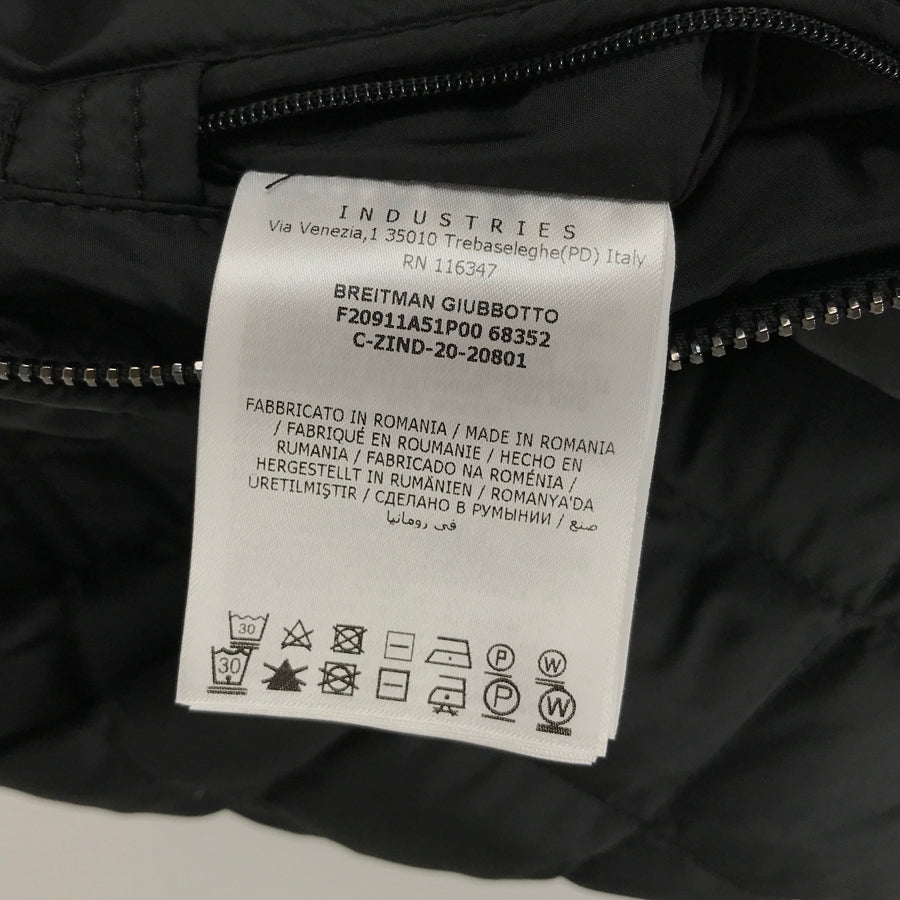 INDUSTRIES
Via Venezia,1 35010 Trebaseleghe(PD) Italy
RN 116347
BREITMAN GIUBBOTTO
F20911A51P00 68352
C-ZIND-20-20801
FABBRICATO IN ROMANIA / MADE IN ROMANIA
/ FABRIQUÉ EN ROUMANIE / HECHO EN
RUMANIA / FABRICADO NA ROMÉNIA /
HERGESTELLT IN RUMÄNIEN / ROMANYA'DA
URETILMIŞTIR / СДЕЛАНО В РУМЫНИИ / صنع
في رومانيا
30 P W
30 P W